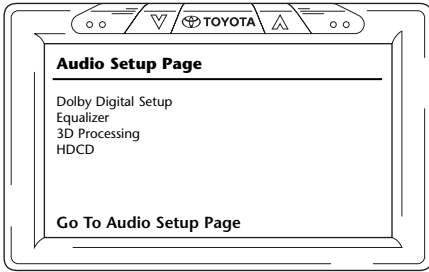 TOYOTA
Audio Setup Page
Dolby Digital Setup
Equalizer
3D Processing
HDCD
Go To Audio Setup Page